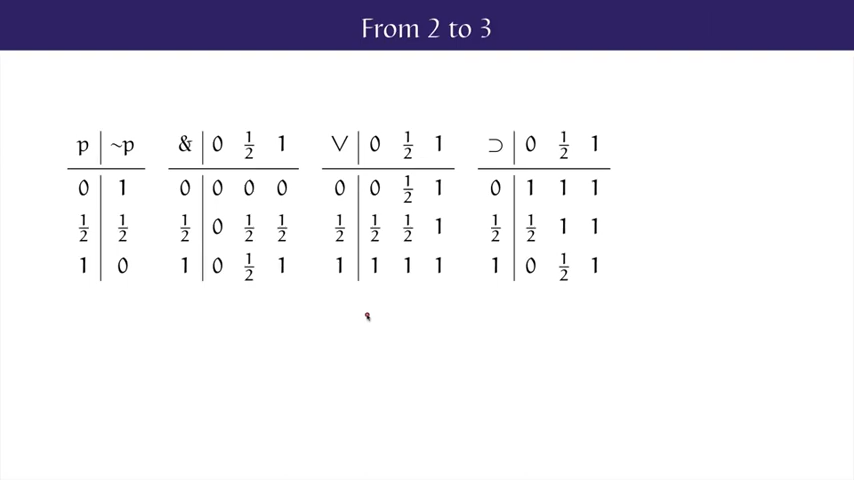 From 2 to 3
p | ~p   & | 0 ½ 1   ∨ | 0 ½ 1   ⊃ | 0 ½ 1
0 | 1   0 | 0 0 0   0 | 0 ½ 1   0 | 1 1 1
½ | ½   ½ | 0 ½ ½   ½ | ½ ½ 1   ½ | ½ 1 1
1 | 0   1 | 0 ½ 1   1 | 1 1 1   1 | 0 ½ 1